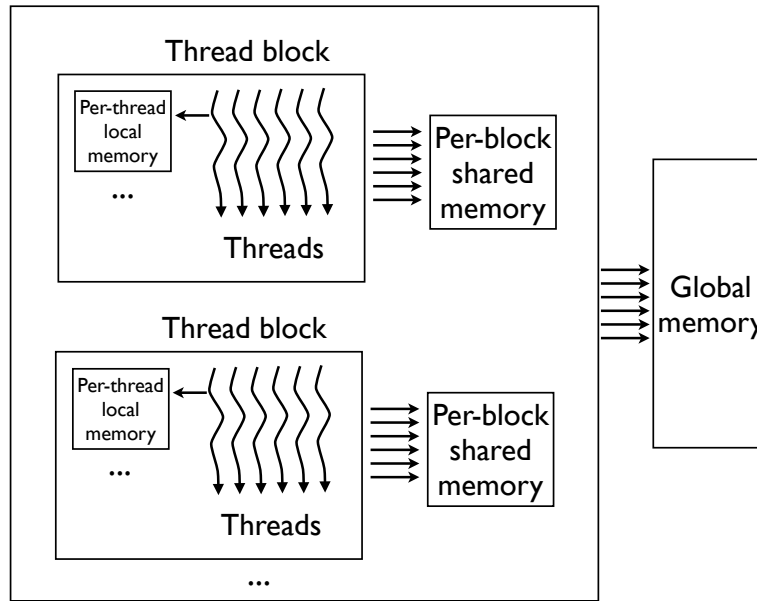 Thread block
Per-thread
local
memory
...
Threads
Per-block
shared
memory
Thread block
Per-thread
local
memory
...
Threads
Per-block
shared
memory
...
Global
memory